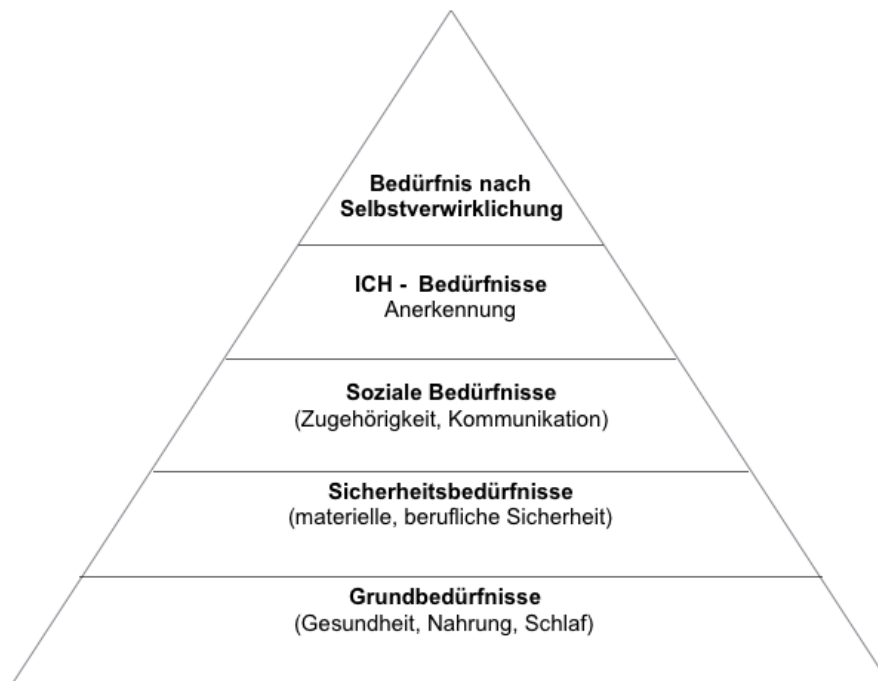 Bedürfnis nach
Selbstverwirklichung
ICH - Bedürfnisse
Anerkennung
Soziale Bedürfnisse
(Zugehörigkeit, Kommunikation)
Sicherheitsbedürfnisse
(materielle, berufliche Sicherheit)
Grundbedürfnisse
(Gesundheit, Nahrung, Schlaf)